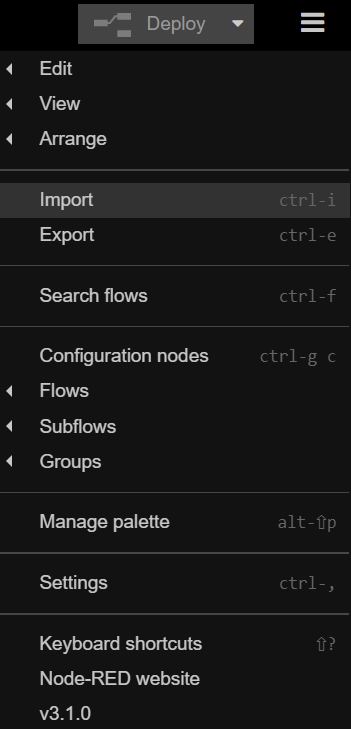 Deploy
Edit
View
Arrange
Import ctrl-i
Export ctrl-e
Search flows ctrl-f
Configuration nodes ctrl-g c
Flows
Subflows
Groups
Manage palette alt-⇧p
Settings ctrl-,
Keyboard shortcuts ⇧?
Node-RED website
v3.1.0